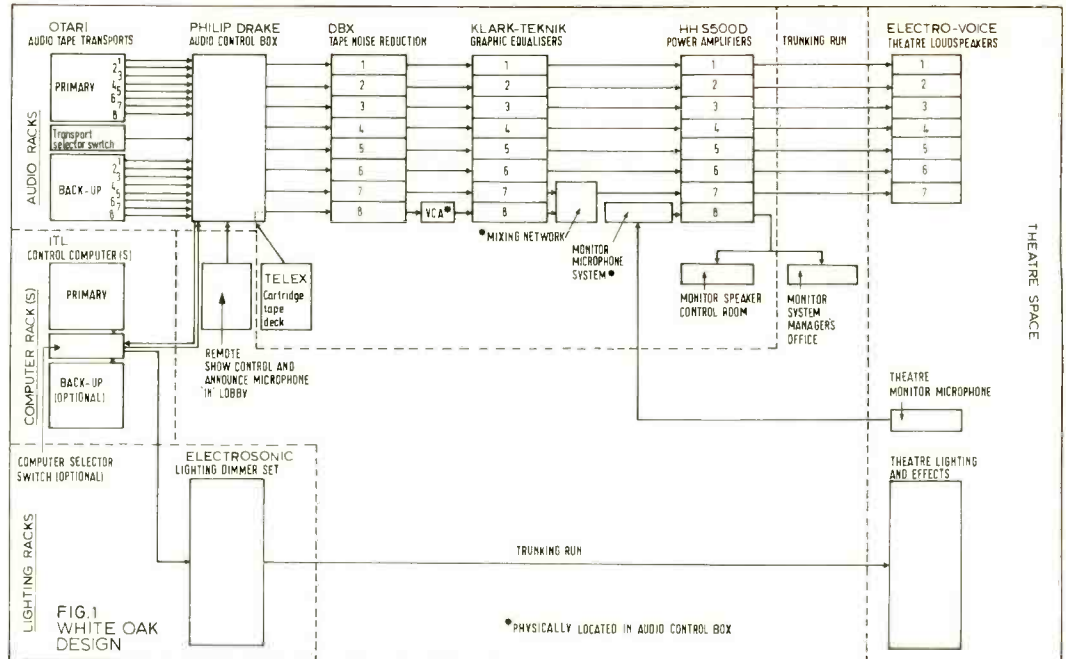 OTARI
AUDIO TAPE TRANSPORTS
PHILIP DRAKE
AUDIO CONTROL BOX
DBX
TAPE NOISE REDUCTION
KLARK-TEKNIK
GRAPHIC EQUALISERS
HH S500D
POWER AMPLIFIERS
TRUNKING RUN
ELECTRO-VOICE
THEATRE LOUDSPEAKERS
AUDIO RACKS
PRIMARY
1
2
3
4
5
6
7
8
Transport
selector switch
BACK-UP
1
2
3
4
5
6
7
8
1
2
3
4
5
6
7
8
VCA●
1
2
3
4
5
6
7
8
●MIXING NETWORK
MONITOR
MICROPHONE
SYSTEM●
1
2
3
4
5
6
7
8
1
2
3
4
5
6
7
THEATRE SPACE
MONITOR SPEAKER
CONTROL ROOM
MONITOR
SYSTEM
MANAGER'S
OFFICE
COMPUTER RACK(S)
ITL
CONTROL COMPUTER(S)
PRIMARY
BACK-UP
(OPTIONAL)
COMPUTER SELECTOR
SWITCH (OPTIONAL)
REMOTE
SHOW CONTROL AND
ANNOUNCE MICROPHONE
'IN' LOBBY
TELEX
Cartridge
tape
deck
THEATRE
MONITOR MICROPHONE
LIGHTING RACKS
ELECTROSONIC
LIGHTING DIMMER SET
TRUNKING RUN
THEATRE LIGHTING
AND EFFECTS
FIG.1
WHITE OAK
DESIGN
●PHYSICALLY LOCATED IN AUDIO CONTROL BOX